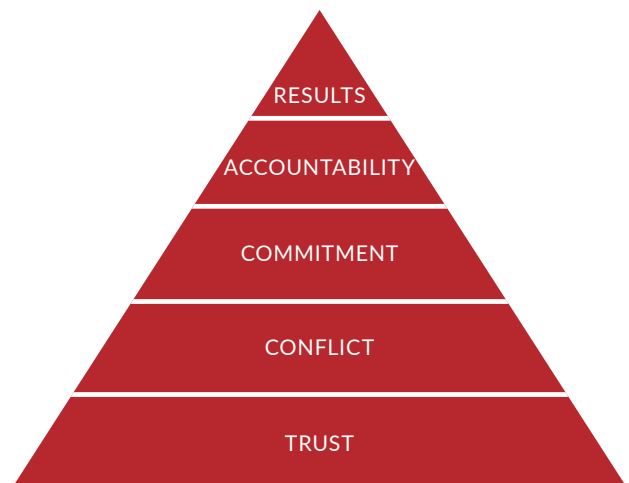 RESULTS
ACCOUNTABILITY
COMMITMENT
CONFLICT
TRUST